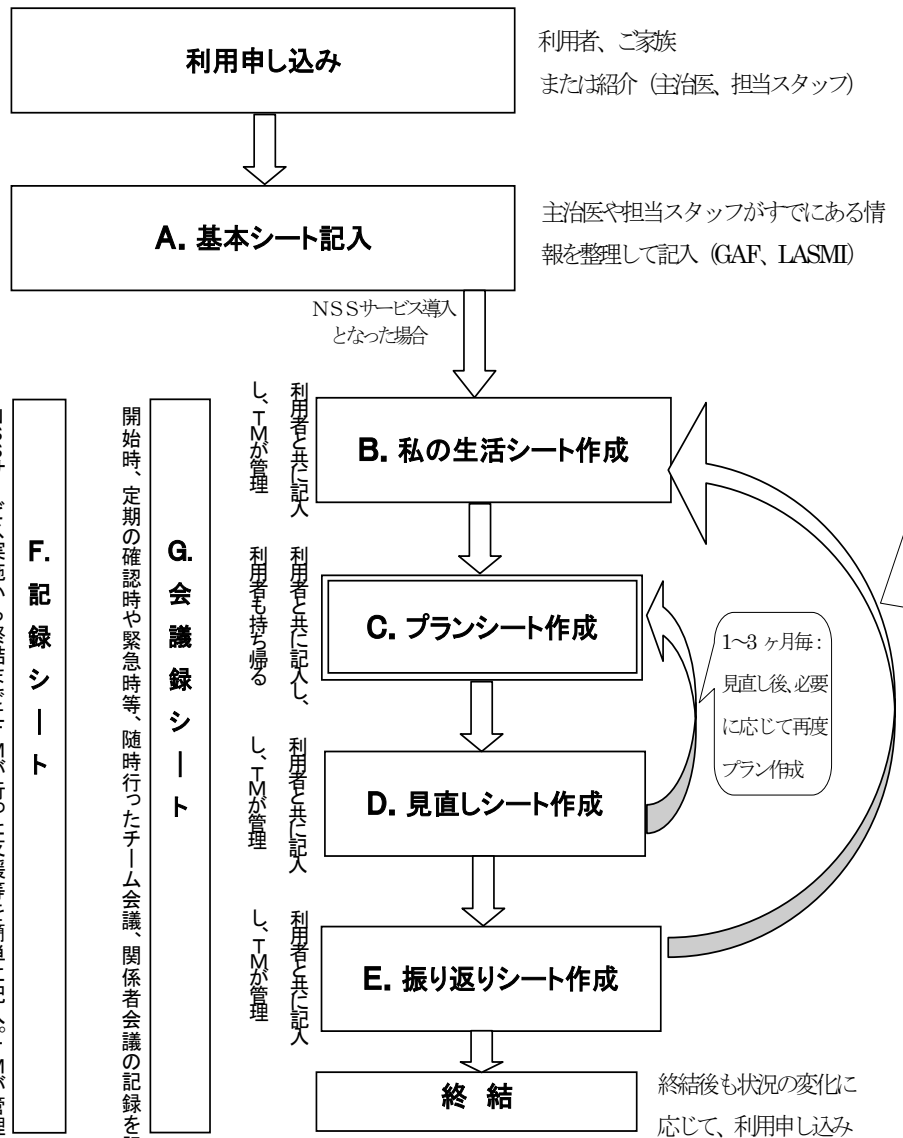 利用申し込み
利用者、ご家族
または紹介（主治医、担当スタッフ）
A. 基本シート記入
主治医や担当スタッフがすでにある情
報を整理して記入（GAF、LASMI）
NSSサービス導入
となった場合
B. 私の生活シート作成
利用者と共に記入
し、TMが管理
C. プランシート作成
利用者と共に記入し、
利用者も持ち帰る
1～3ヶ月毎：
見直し後、必要
に応じて再度
プラン作成
D. 見直しシート作成
利用者と共に記入
し、TMが管理
E. 振り返りシート作成
利用者と共に記入
し、TMが管理
終 結
終結後も状況の変化に
応じて、利用申し込み
G. 会議録シート
開始時、定期の確認時や緊急時等、随時行ったチーム会議、関係者会議の記録を
F. 記録シート